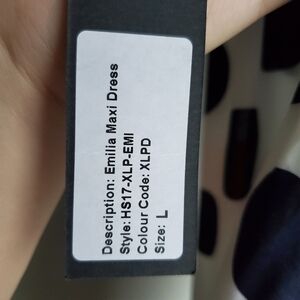 Description: Emilia Maxi Dress
Style: HS17-XLP-EMI
Colour Code: XLPD
Size: L